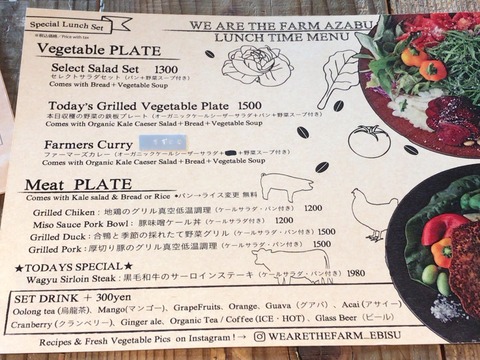 Special Lunch Set
※税込価格／Price with tax
WE ARE THE FARM AZABU
LUNCH TIME MENU
Vegetable PLATE
Select Salad Set 1300
セレクトサラダセット（パン＋野菜スープ付き）
Comes with Bread＋Vegetable Soup
Today's Grilled Vegetable Plate 1500
本日収穫の野菜の鉄板プレート（オーガニックケールシーザーサラダ＋パン＋野菜スープ付き）
Comes with Organic Kale Caeser Salad＋Bread＋Vegetable Soup
Farmers Curry
ファーマーズカレー（オーガニックケールシーザーサラダ＋野菜スープ付き）
Comes with Organic Kale Caeser Salad＋Vegetable Soup
Meat PLATE
Comes with Kale salad & Bread or Rice ●パン→ライス変更 無料
Grilled Chiken : 地鶏のグリル真空低温調理（ケールサラダ・パン付き） 1200
Miso Sauce Pork Bowl : 豚味噌ケール丼（ケールサラダ付き） 1200
Grilled Duck : 合鴨と季節の採れたて野菜グリル（ケールサラダ・パン付き） 1500
Grilled Pork : 厚切り豚のグリル真空低温調理（ケールサラダ・パン付き） 1500
★TODAYS SPECIAL★
Wagyu Sirloin Steak : 黒毛和牛のサーロインステーキ（ケールサラダ・パン付き） 1980
SET DRINK ＋ 300yen
Oolong tea (烏龍茶)、Mango(マンゴー)、GrapeFruits、Orange、Guava（グアバ）、Acai (アサイー)
Cranberry (クランベリー)、Ginger ale、Organic Tea / Coffee (ICE・HOT)、Glass Beer（ビール）
Recipes & Fresh Vegetable Pics on Instagram！→ WEARETHEFARM_EBISU